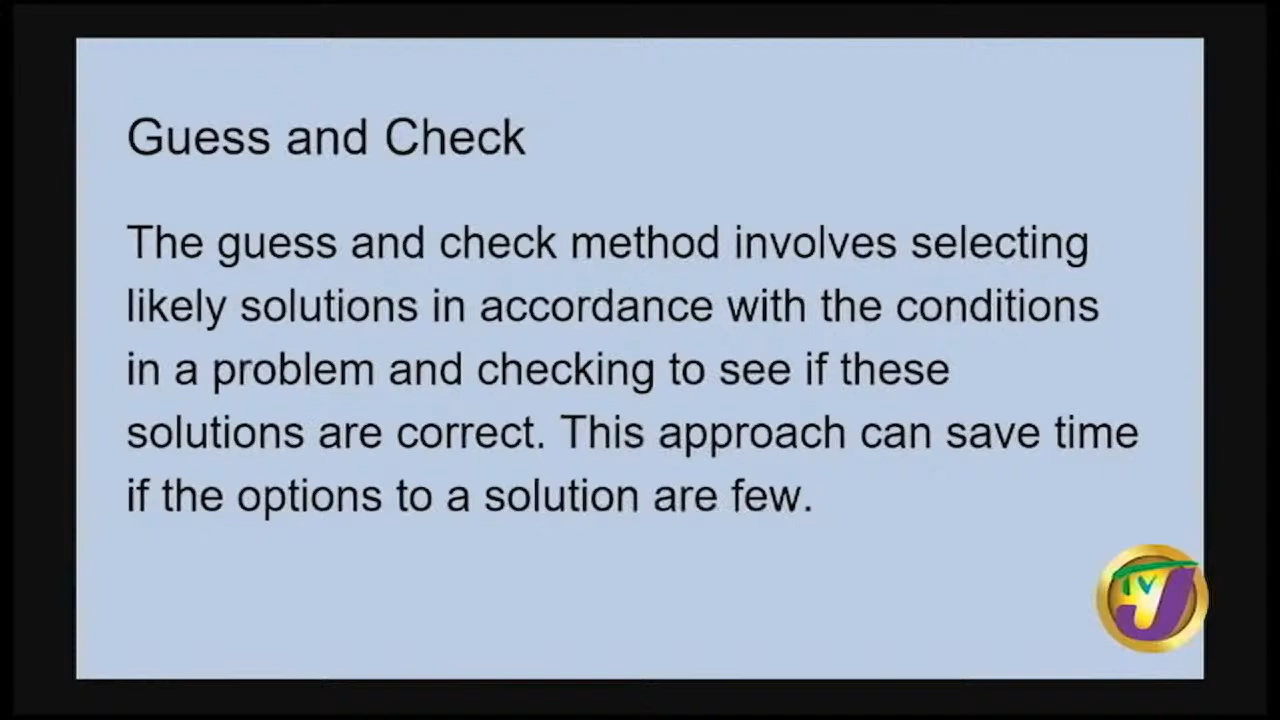 Guess and Check
The guess and check method involves selecting
likely solutions in accordance with the conditions
in a problem and checking to see if these
solutions are correct. This approach can save time
if the options to a solution are few.
TVJ